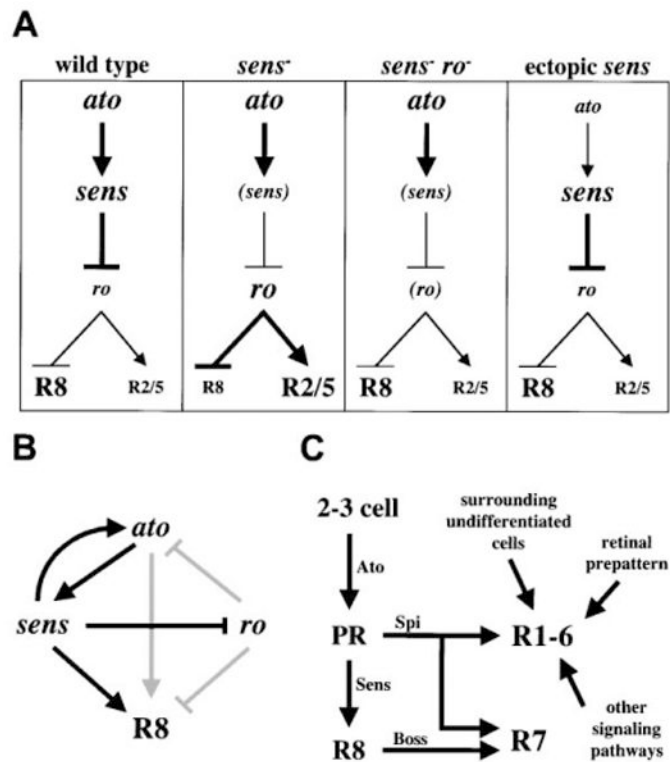 A
wild type sens- sens- ro- ectopic sens
ato ato ato ato
sens (sens) (sens) sens
ro ro (ro) ro
R8 R2/5 R8 R2/5 R8 R2/5 R8 R2/5
B
ato
sens ro
R8
C
2-3 cell
surrounding
undifferentiated
cells
retinal
prepattern
Ato
PR Spi R1-6
Sens
R8 Boss R7
other
signaling
pathways